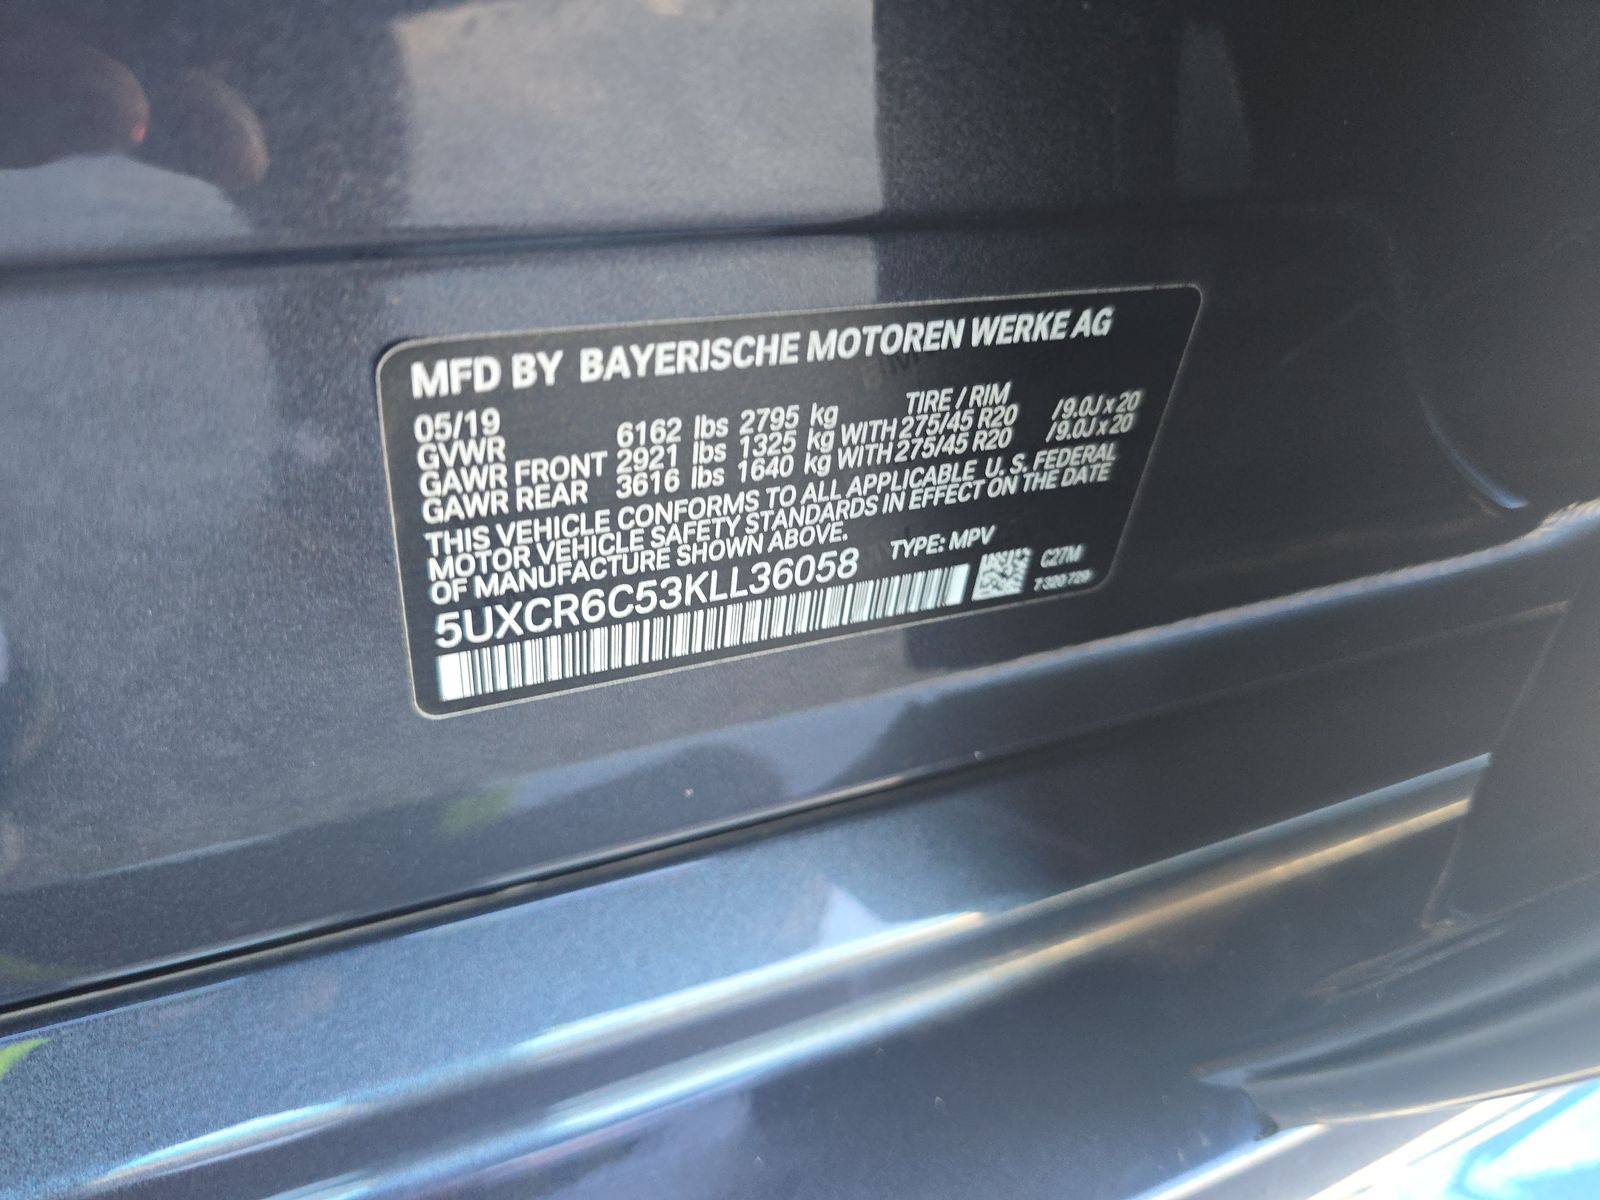 MFD BY BAYERISCHE MOTOREN WERKE AG
05/19 TIRE / RIM
GVWR 6162 lbs 2795 kg
GAWR FRONT 2921 lbs 1325 kg WITH 275/45 R20 /9.0J x 20
GAWR REAR 3616 lbs 1640 kg WITH 275/45 R20 /9.0J x 20
THIS VEHICLE CONFORMS TO ALL APPLICABLE U. S. FEDERAL
MOTOR VEHICLE SAFETY STANDARDS IN EFFECT ON THE DATE
OF MANUFACTURE SHOWN ABOVE.
TYPE: MPV
5UXCR6C53KLL36058
C27M
7 320 729